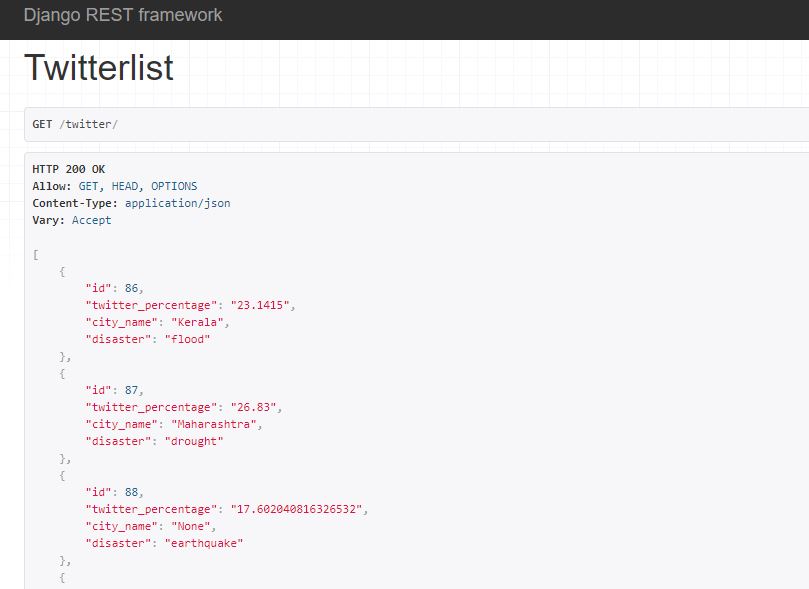 Django REST framework
Twitterlist
GET /twitter/
HTTP 200 OK
Allow: GET, HEAD, OPTIONS
Content-Type: application/json
Vary: Accept
[
    {
        "id": 86,
        "twitter_percentage": "23.1415",
        "city_name": "Kerala",
        "disaster": "flood"
    },
    {
        "id": 87,
        "twitter_percentage": "26.83",
        "city_name": "Maharashtra",
        "disaster": "drought"
    },
    {
        "id": 88,
        "twitter_percentage": "17.602040816326532",
        "city_name": "None",
        "disaster": "earthquake"
    },
    {